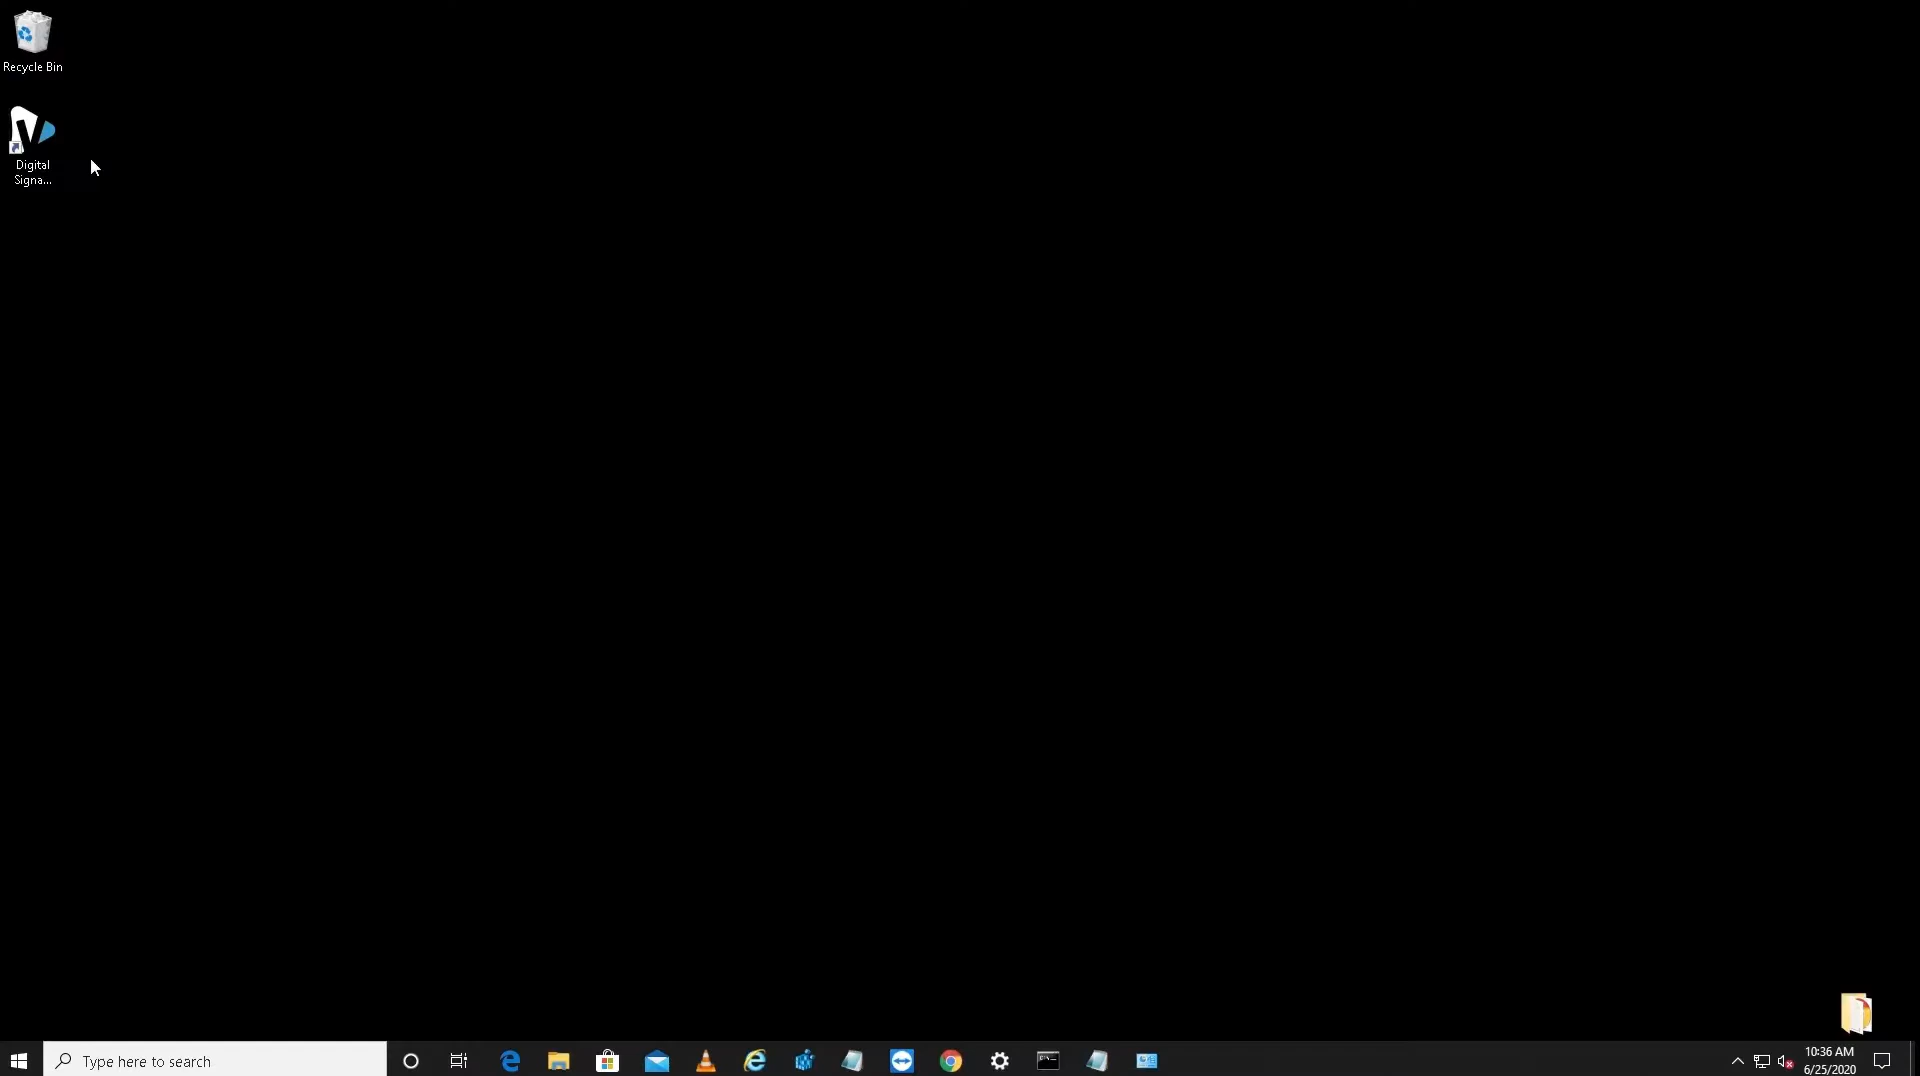 Recycle Bin
Digital
Signa...
Type here to search
10:36 AM
6/25/2020